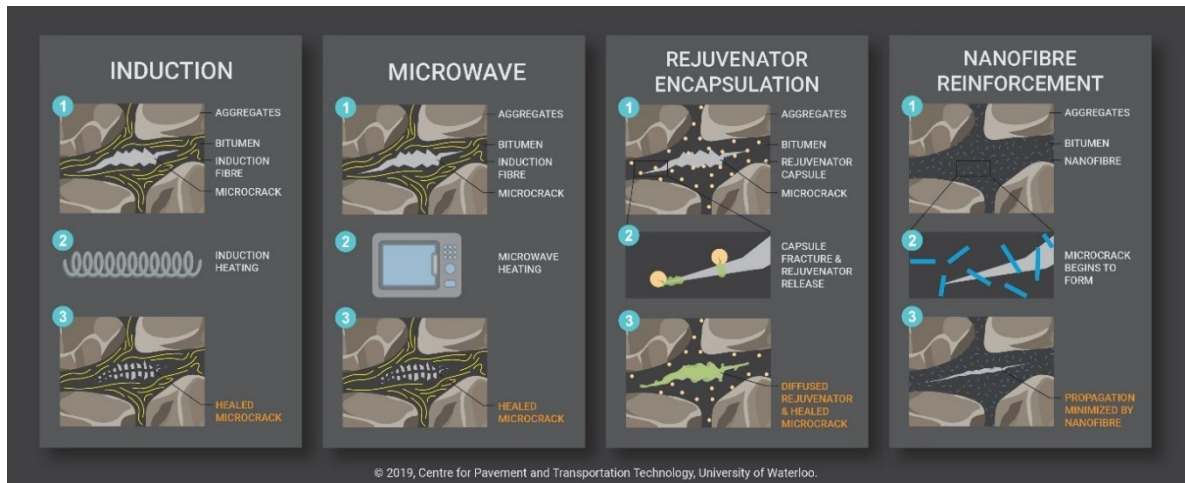 INDUCTION
1
AGGREGATES
BITUMEN
INDUCTION
FIBRE
MICROCRACK
2
INDUCTION
HEATING
3
HEALED
MICROCRACK
MICROWAVE
1
AGGREGATES
BITUMEN
INDUCTION
FIBRE
MICROCRACK
2
MICROWAVE
HEATING
3
HEALED
MICROCRACK
REJUVENATOR
ENCAPSULATION
1
AGGREGATES
BITUMEN
REJUVENATOR
CAPSULE
MICROCRACK
2
CAPSULE
FRACTURE &
REJUVENATOR
RELEASE
3
DIFFUSED
REJUVENATOR
& HEALED
MICROCRACK
NANOFIBRE
REINFORCEMENT
1
AGGREGATES
BITUMEN
NANOFIBRE
2
MICROCRACK
BEGINS TO
FORM
3
PROPAGATION
MINIMIZED BY
NANOFIBRE
© 2019, Centre for Pavement and Transportation Technology, University of Waterloo.